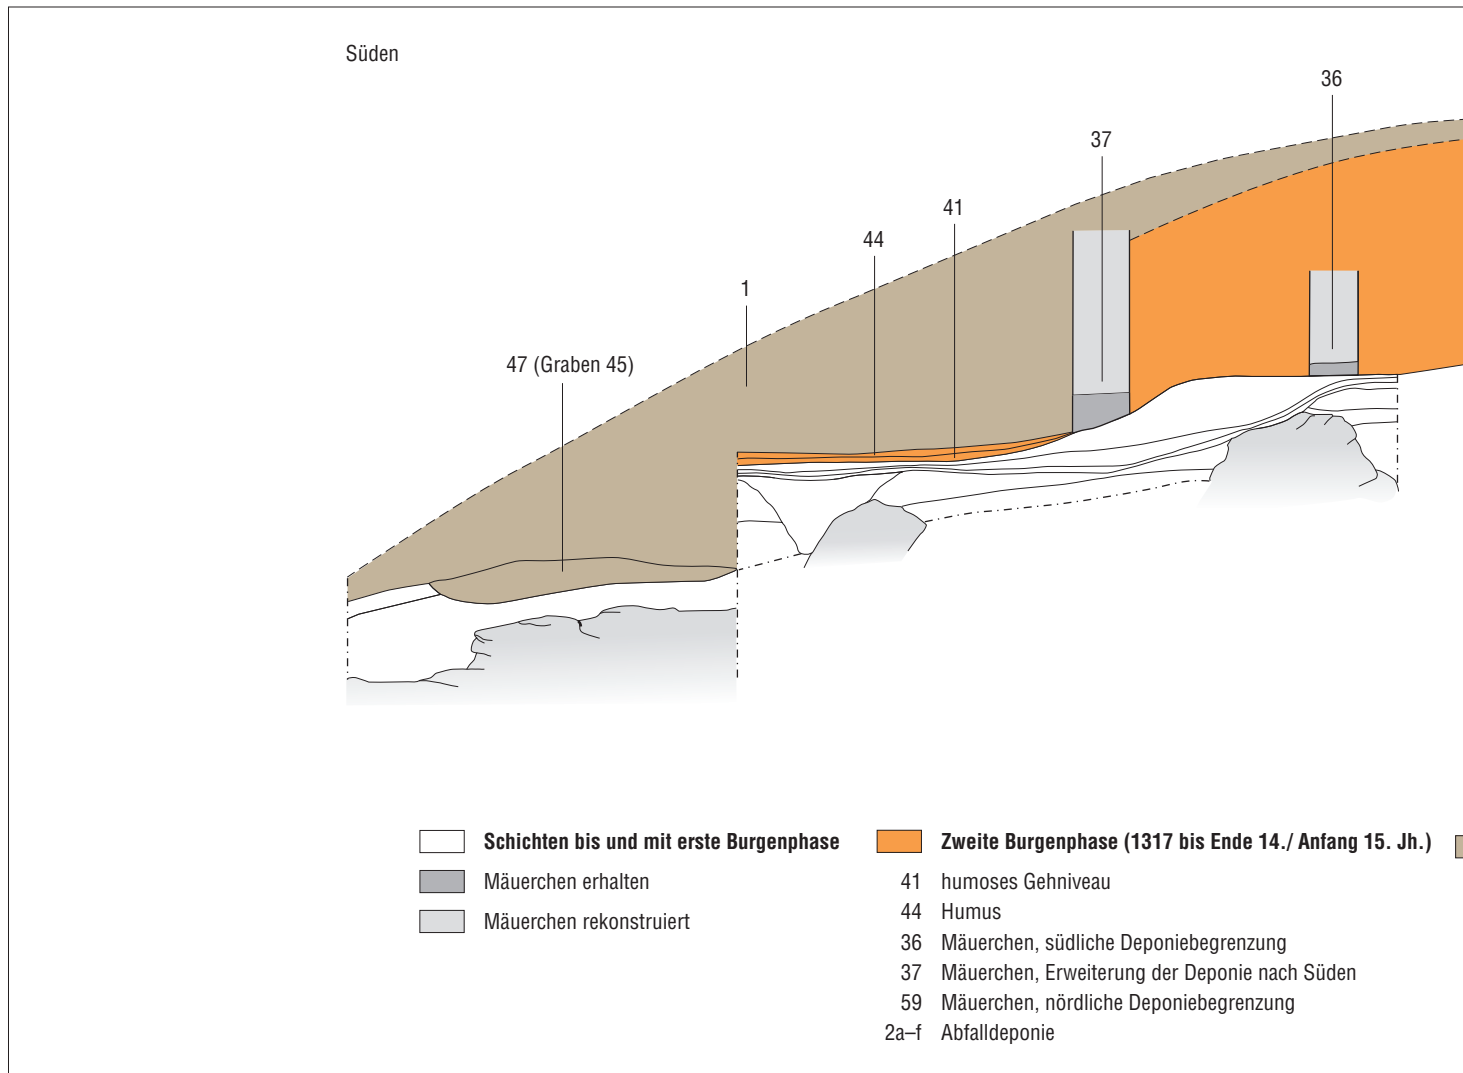 Süden
36
37
41
44
1
47 (Graben 45)
Schichten bis und mit erste Burgenphase
Mäuerchen erhalten
Mäuerchen rekonstruiert
Zweite Burgenphase (1317 bis Ende 14./ Anfang 15. Jh.)
41 humoses Gehniveau
44 Humus
36 Mäuerchen, südliche Deponiebegrenzung
37 Mäuerchen, Erweiterung der Deponie nach Süden
59 Mäuerchen, nördliche Deponiebegrenzung
2a–f Abfalldeponie